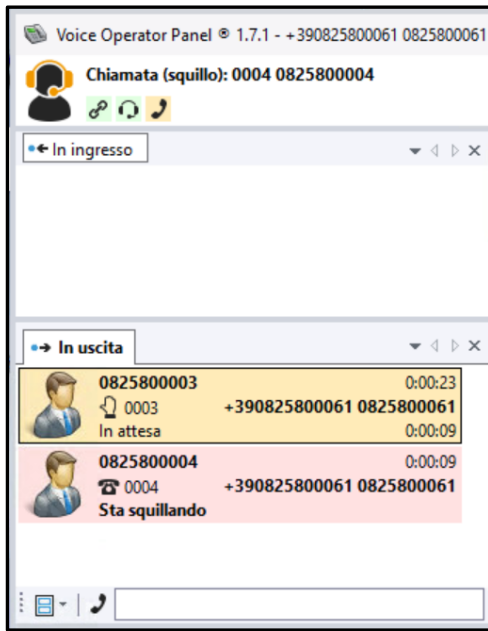 Voice Operator Panel ® 1.7.1 - +390825800061 0825800061
Chiamata (squillo): 0004 0825800004
In ingresso
In uscita
0825800003 0:00:23
0003 +390825800061 0825800061
In attesa 0:00:09
0825800004 0:00:09
0004 +390825800061 0825800061
Sta squillando